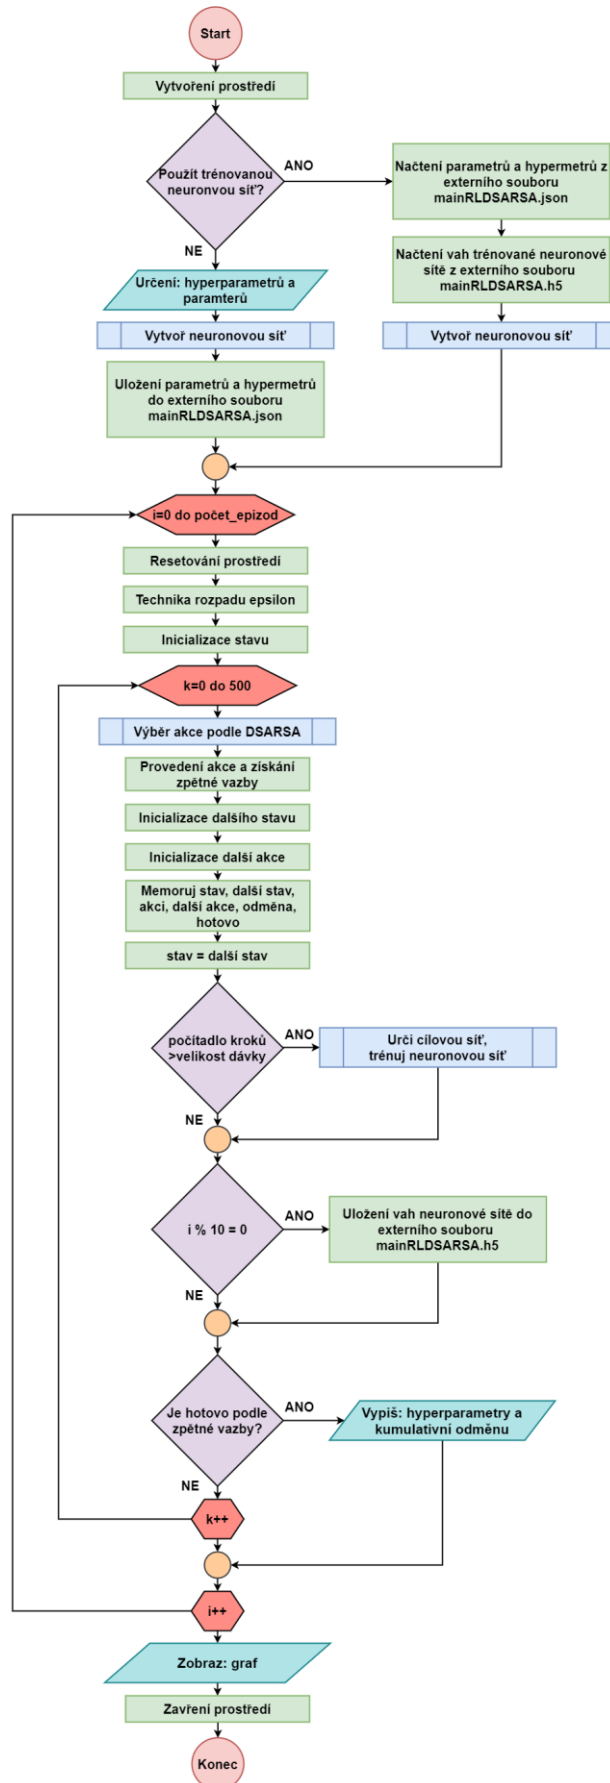 Start
Vytvoření prostředí
Použít trénovanou
neuronvou síť?
ANO
Načtení parametrů a hypermetrů z
externího souboru
mainRLDSARSA.json
NE
Načtení vah trénované neuronové
sítě z externího souboru
mainRLDSARSA.h5
Určení: hyperparametrů a
paramterů
Vytvoř neuronovou síť
Vytvoř neuronovou síť
Uložení parametrů a hypermetrů
do externího souboru
mainRLDSARSA.json
i=0 do počet_epizod
Resetování prostředí
Technika rozpadu epsilon
Inicializace stavu
k=0 do 500
Výběr akce podle DSARSA
Provedení akce a získání
zpětné vazby
Inicializace dalšího stavu
Inicializace další akce
Memoruj stav, další stav,
akci, další akce, odměna,
hotovo
stav = další stav
počítadlo kroků
>velikost dávky
ANO
Urči cílovou síť,
trénuj neuronovou síť
NE
i % 10 = 0
ANO
Uložení vah neuronové sítě do
externího souboru
mainRLDSARSA.h5
NE
Je hotovo podle
zpětné vazby?
ANO
Vypiš: hyperparametry a
kumulativní odměnu
NE
k++
i++
Zobraz: graf
Zavření prostředí
Konec